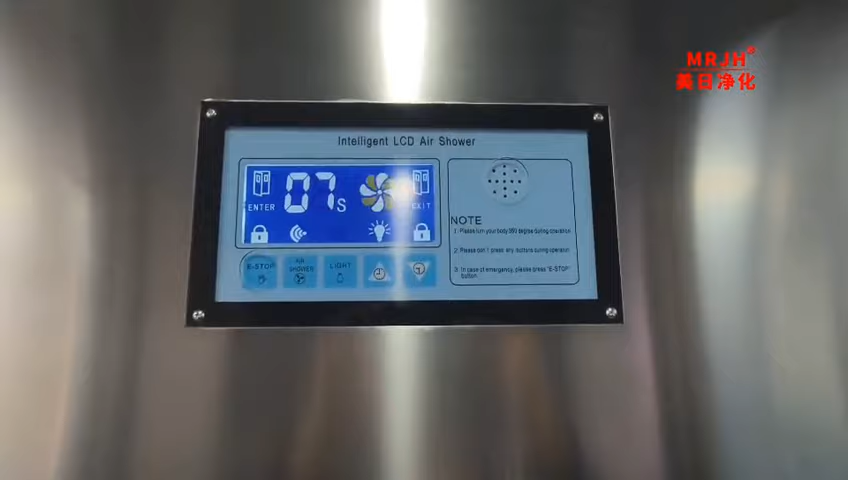 MRJH®
美日净化
Intelligent LCD Air Shower
ENTER
07S
EXIT
E-STOP
AIR SHOWER
LIGHT
NOTE
1: Please turn your body 360 degree during operation
2: Please don't press any buttons during operation
3: In case of emergency, please press "E-STOP"
button